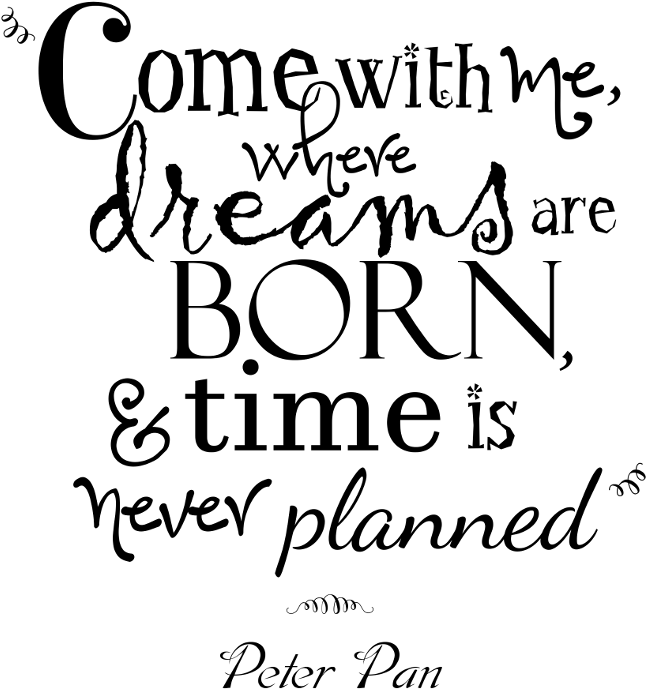 “Come with me,
where
dreams are
BORN,
& time is
never planned”
Peter Pan